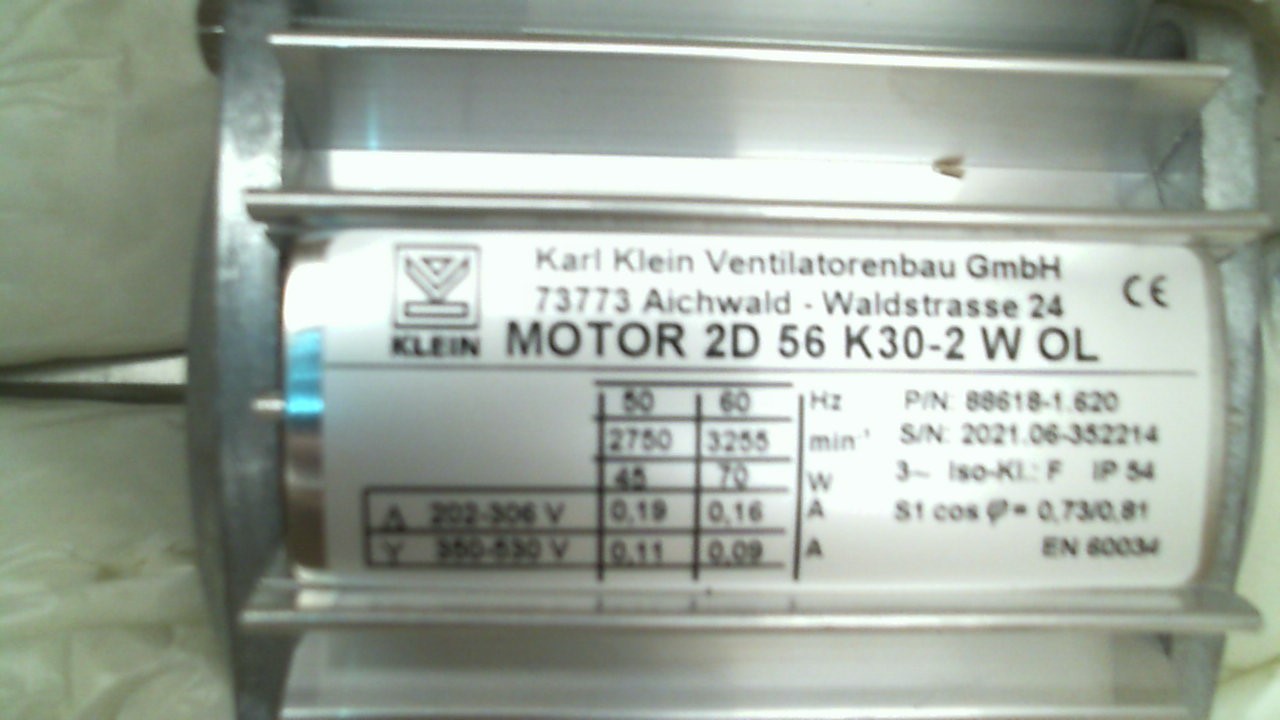 Karl Klein Ventilatorenbau GmbH
73773 Aichwald - Waldstrasse 24
CE
KLEIN
MOTOR 2D 56 K30-2 W OL
50 60 Hz
2750 3255 min⁻¹
45 70 W
Δ 202-306 V 0,19 0,16 A
Y 350-530 V 0,11 0,09 A
P/N: 88618-1.620
S/N: 2021.06-352214
3~ Iso-Kl.: F IP 54
S1 cos φ= 0,73/0,81
EN 60034